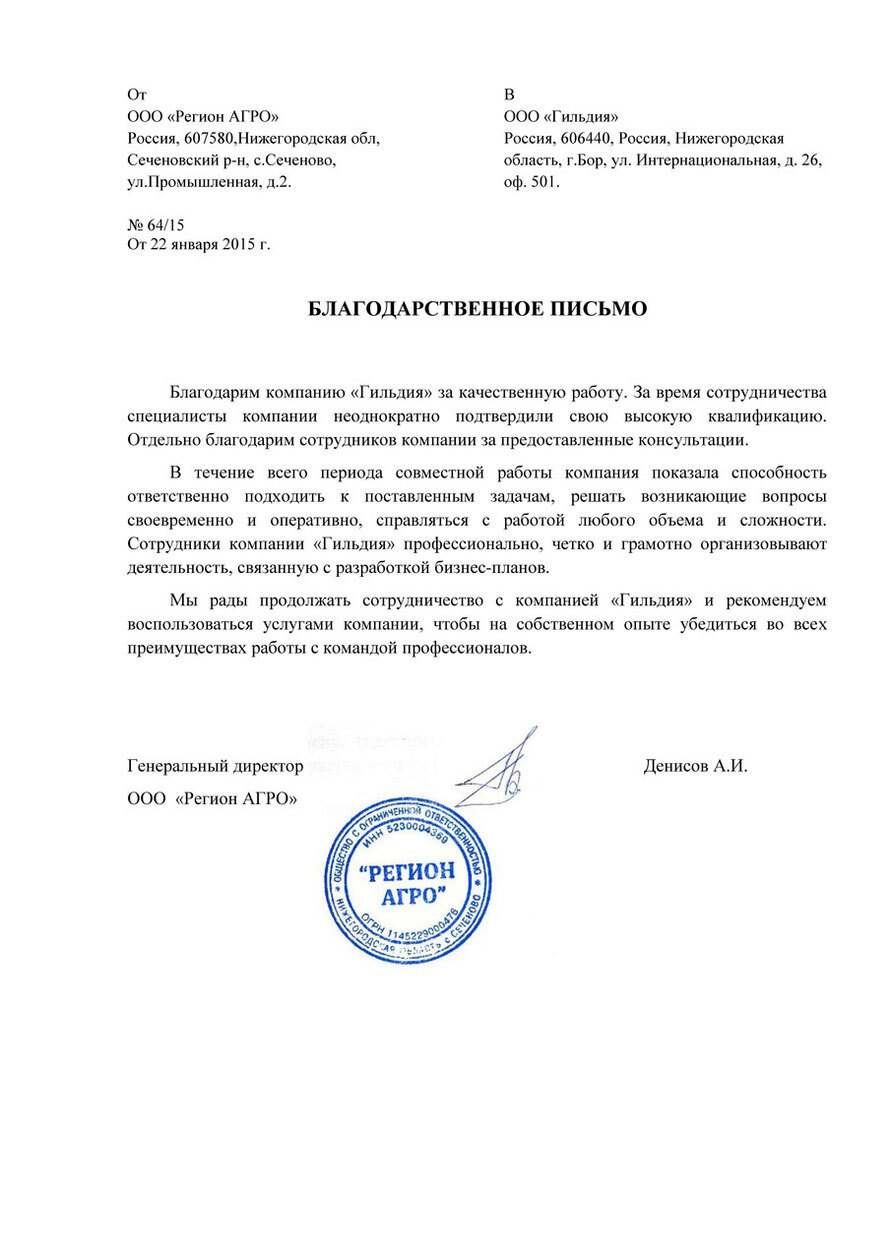 От
ООО «Регион АГРО»
Россия, 607580,Нижегородская обл,
Сеченовский р-н, с.Сеченово,
ул.Промышленная, д.2.
№ 64/15
От 22 января 2015 г.
В
ООО «Гильдия»
Россия, 606440, Россия, Нижегородская
область, г.Бор, ул. Интернациональная, д. 26,
оф. 501.
БЛАГОДАРСТВЕННОЕ ПИСЬМО
Благодарим компанию «Гильдия» за качественную работу. За время сотрудничества
специалисты компании неоднократно подтвердили свою высокую квалификацию.
Отдельно благодарим сотрудников компании за предоставленные консультации.
В течение всего периода совместной работы компания показала способность
ответственно подходить к поставленным задачам, решать возникающие вопросы
своевременно и оперативно, справляться с работой любого объема и сложности.
Сотрудники компании «Гильдия» профессионально, четко и грамотно организовывают
деятельность, связанную с разработкой бизнес-планов.
Мы рады продолжать сотрудничество с компанией «Гильдия» и рекомендуем
воспользоваться услугами компании, чтобы на собственном опыте убедиться во всех
преимуществах работы с командой профессионалов.
Генеральный директор
Денисов А.И.
ООО «Регион АГРО»
ОБЩЕСТВО С ОГРАНИЧЕННОЙ ОТВЕТСТВЕННОСТЬЮ
ИНН 5230004369
"РЕГИОН
АГРО"
ОГРН 1145229000476
НИЖЕГОРОДСКАЯ ОБЛАСТЬ с СЕЧЕНОВО